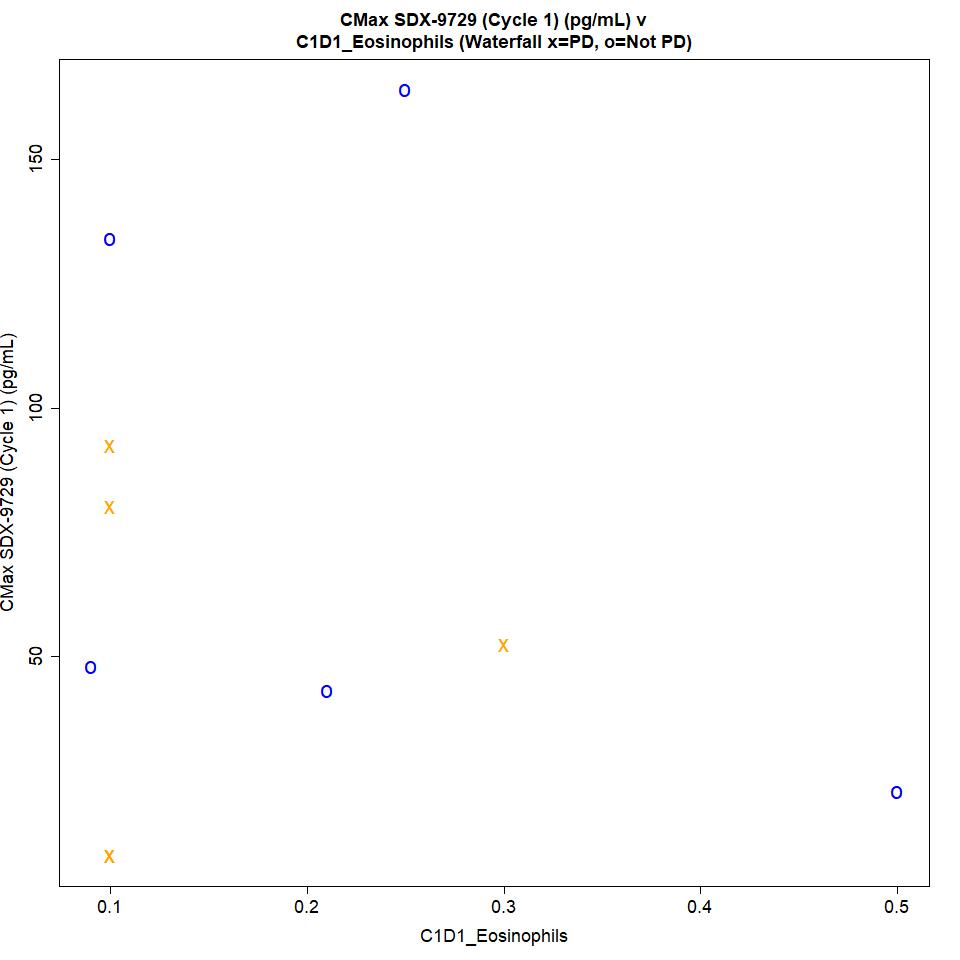 CMax SDX-9729 (Cycle 1) (pg/mL) v
C1D1_Eosinophils (Waterfall x=PD, o=Not PD)
CMax SDX-9729 (Cycle 1) (pg/mL)
150
100
50
O
O
X
X
X
O
O
O
X
0.1
0.2
0.3
0.4
0.5
C1D1_Eosinophils